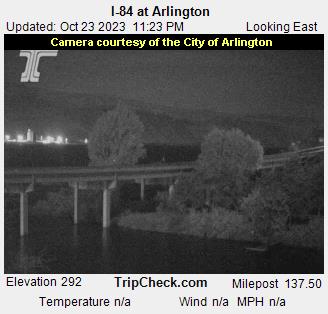 I-84 at Arlington
Updated: Oct 23 2023 11:23 PM Looking East
Camera courtesy of the City of Arlington
Elevation 292 TripCheck.com Milepost 137.50
Temperature n/a Wind n/a MPH n/a